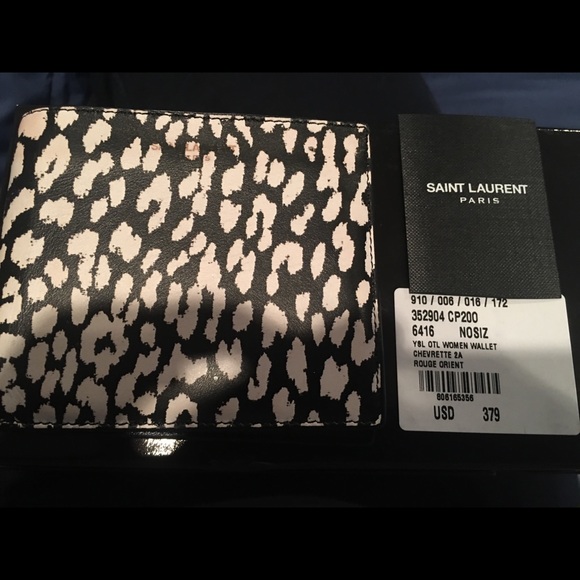 SAINT LAURENT
PARIS
910 / 006 / 016 / 172
352904 CP200
6416 NOSIZ
YSL OTL WOMEN WALLET
CHEVRETTE 2A
ROUGE ORIENT
606165356
USD 379